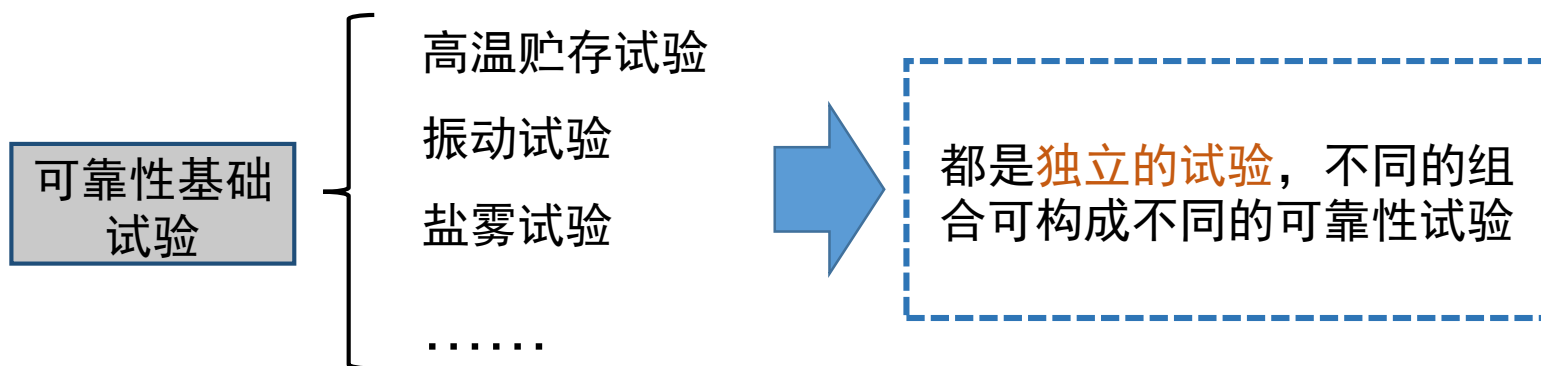 可靠性基础
试验
高温贮存试验
振动试验
盐雾试验
......
都是独立的试验，不同的组
合可构成不同的可靠性试验